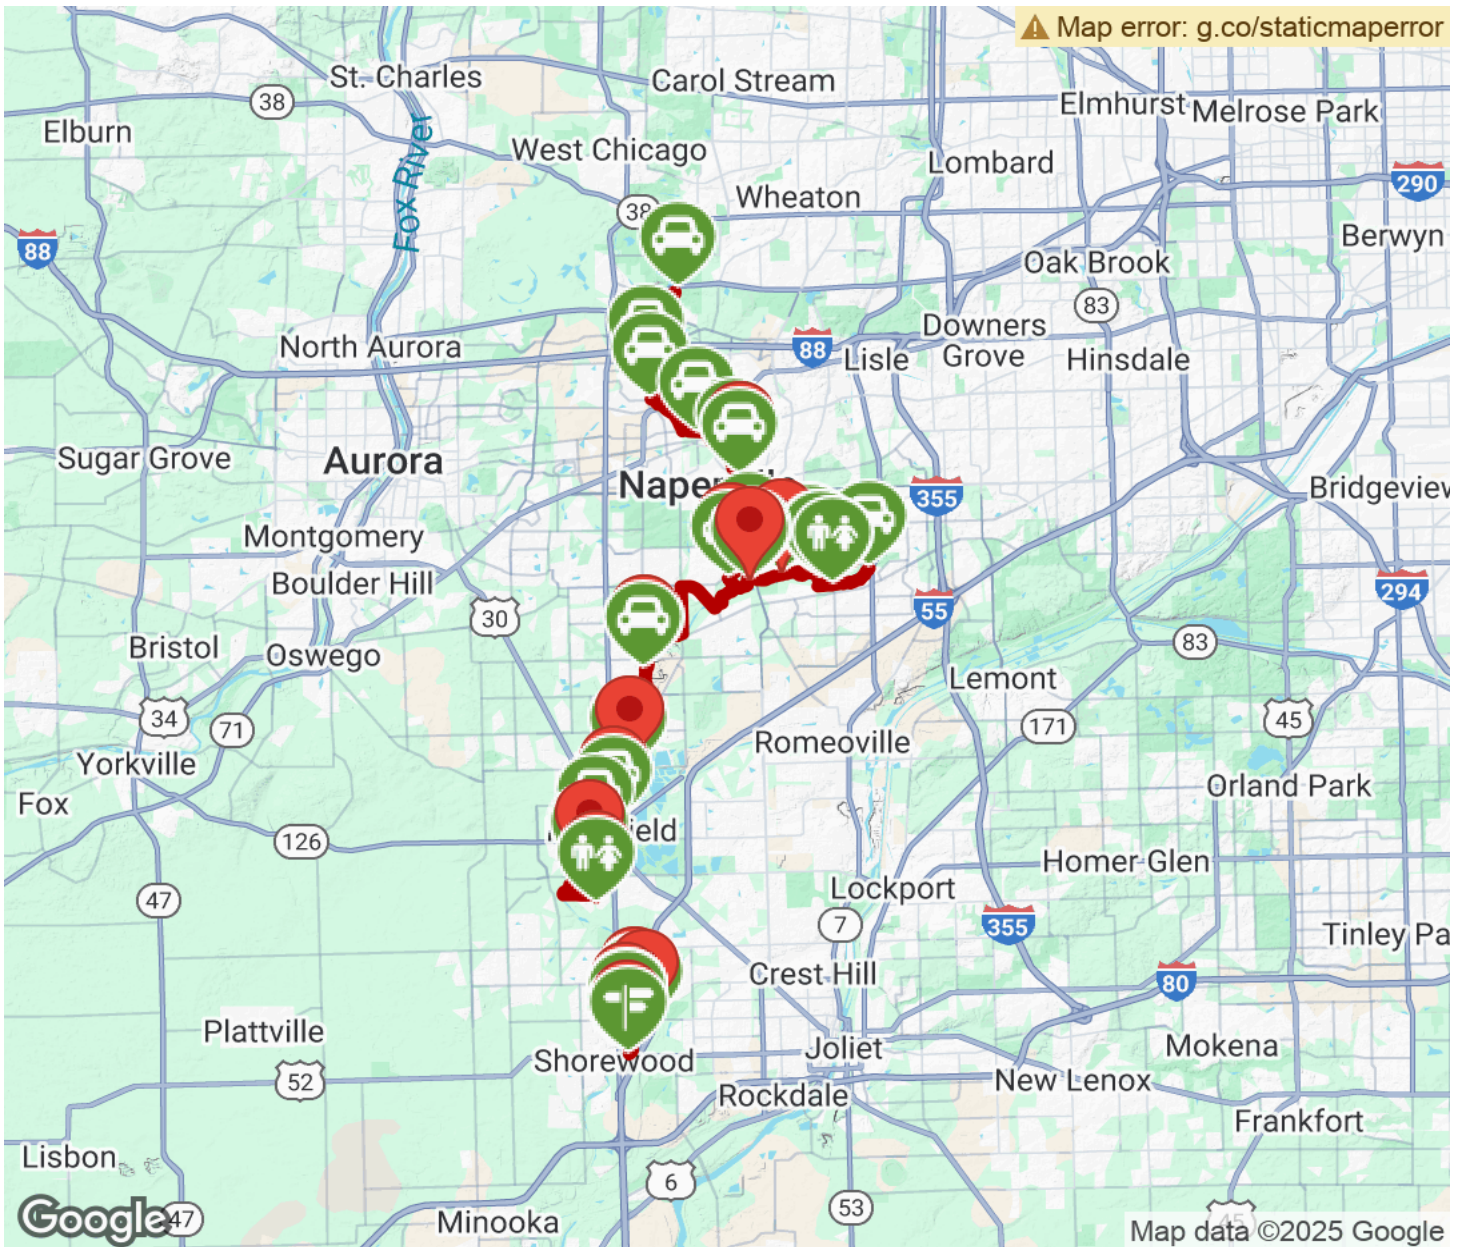 Map error: g.co/staticmaperror
St. Charles
Carol Stream
38
Elmhurst
Melrose Park
Elburn
Fox River
West Chicago
Lombard
290
Wheaton
38
88
Berwyn
Oak Brook
83
Downers
Grove
North Aurora
88
Lisle
Hinsdale
Sugar Grove
Aurora
355
Bridgeview
Montgomery
Boulder Hill
294
30
55
Bristol
Oswego
83
Lemont
34
71
171
45
Yorkville
Romeoville
Orland Park
Fox
126
Homer Glen
47
Lockport
7
355
Tinley Pa
Crest Hill
80
Plattville
Shorewood
Joliet
Mokena
52
Rockdale
New Lenox
Frankfort
Lisbon
6
53
45
Google
47
Minooka
Map data ©2025 Google